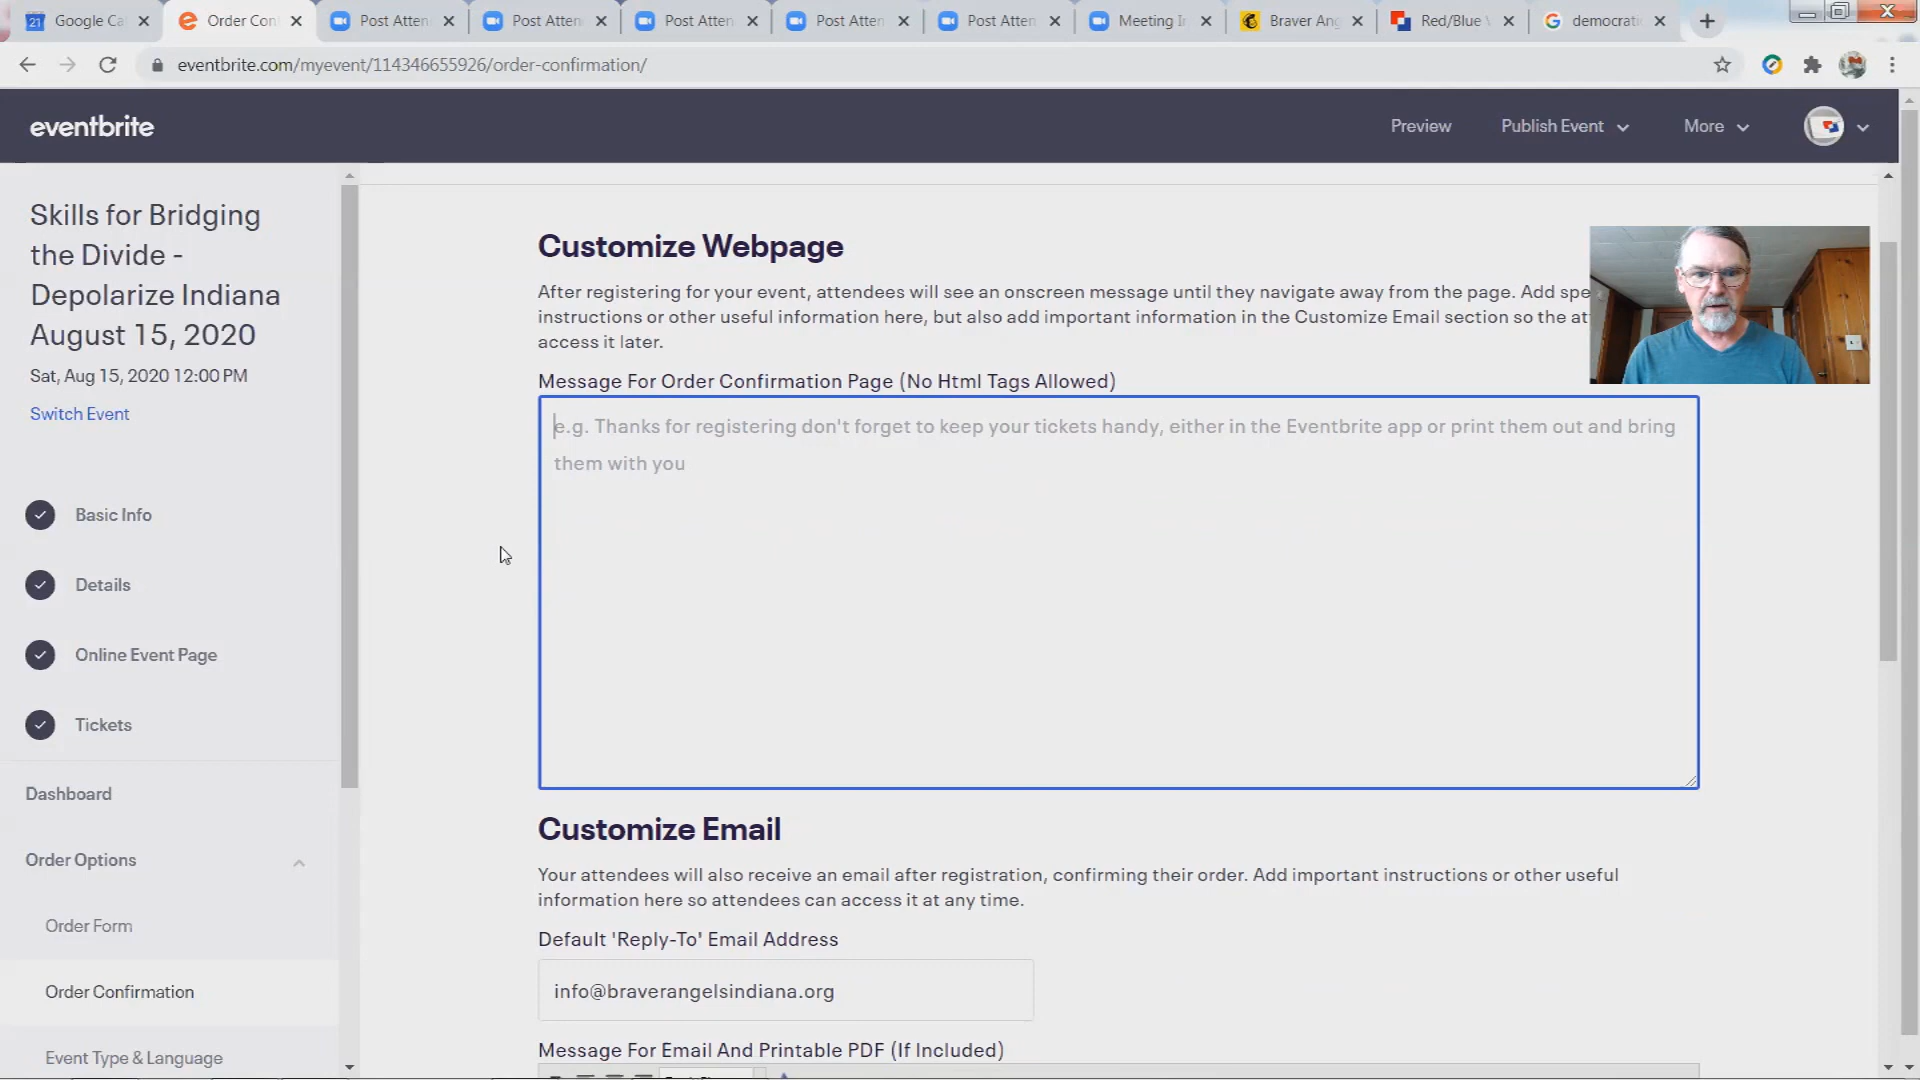 Google Ca
Order Con
Post Atten
Post Atten
Post Atten
Post Atten
Post Atten
Meeting I
Braver Ang
Red/Blue
democrati
eventbrite.com/myevent/114346655926/order-confirmation/
eventbrite
Preview
Publish Event
More
Skills for Bridging
the Divide -
Depolarize Indiana
August 15, 2020
Sat, Aug 15, 2020 12:00 PM
Switch Event
Basic Info
Details
Online Event Page
Tickets
Dashboard
Order Options
Order Form
Order Confirmation
Event Type & Language
Customize Webpage
After registering for your event, attendees will see an onscreen message until they navigate away from the page. Add spe
instructions or other useful information here, but also add important information in the Customize Email section so the at
access it later.
Message For Order Confirmation Page (No Html Tags Allowed)
e.g. Thanks for registering don't forget to keep your tickets handy, either in the Eventbrite app or print them out and bring
them with you
Customize Email
Your attendees will also receive an email after registration, confirming their order. Add important instructions or other useful
information here so attendees can access it at any time.
Default 'Reply-To' Email Address
info@braverangelsindiana.org
Message For Email And Printable PDF (If Included)